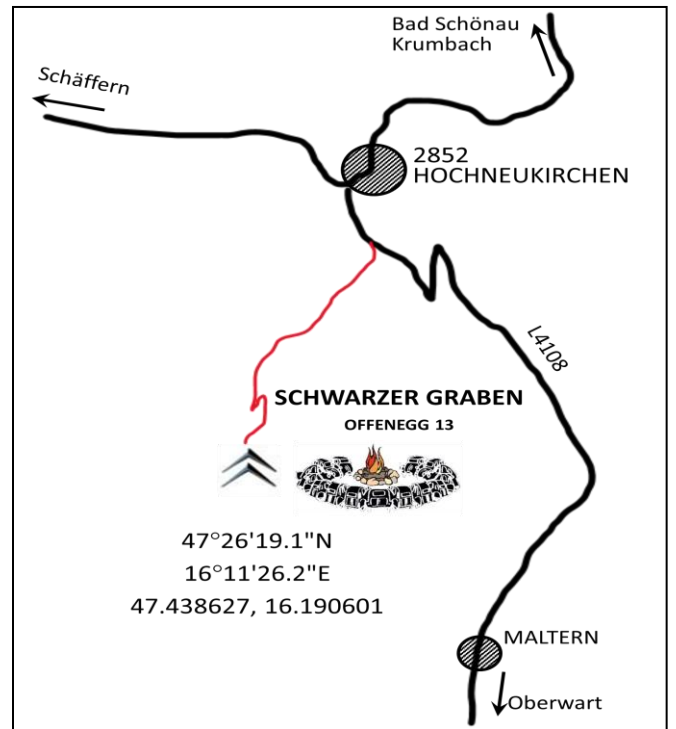 Bad Schönau
Krumbach
Schäffern
2852
HOCHNEUKIRCHEN
L4108
SCHWARZER GRABEN
OFFENEGG 13
47°26'19.1"N
16°11'26.2"E
47.438627, 16.190601
MALTERN
Oberwart